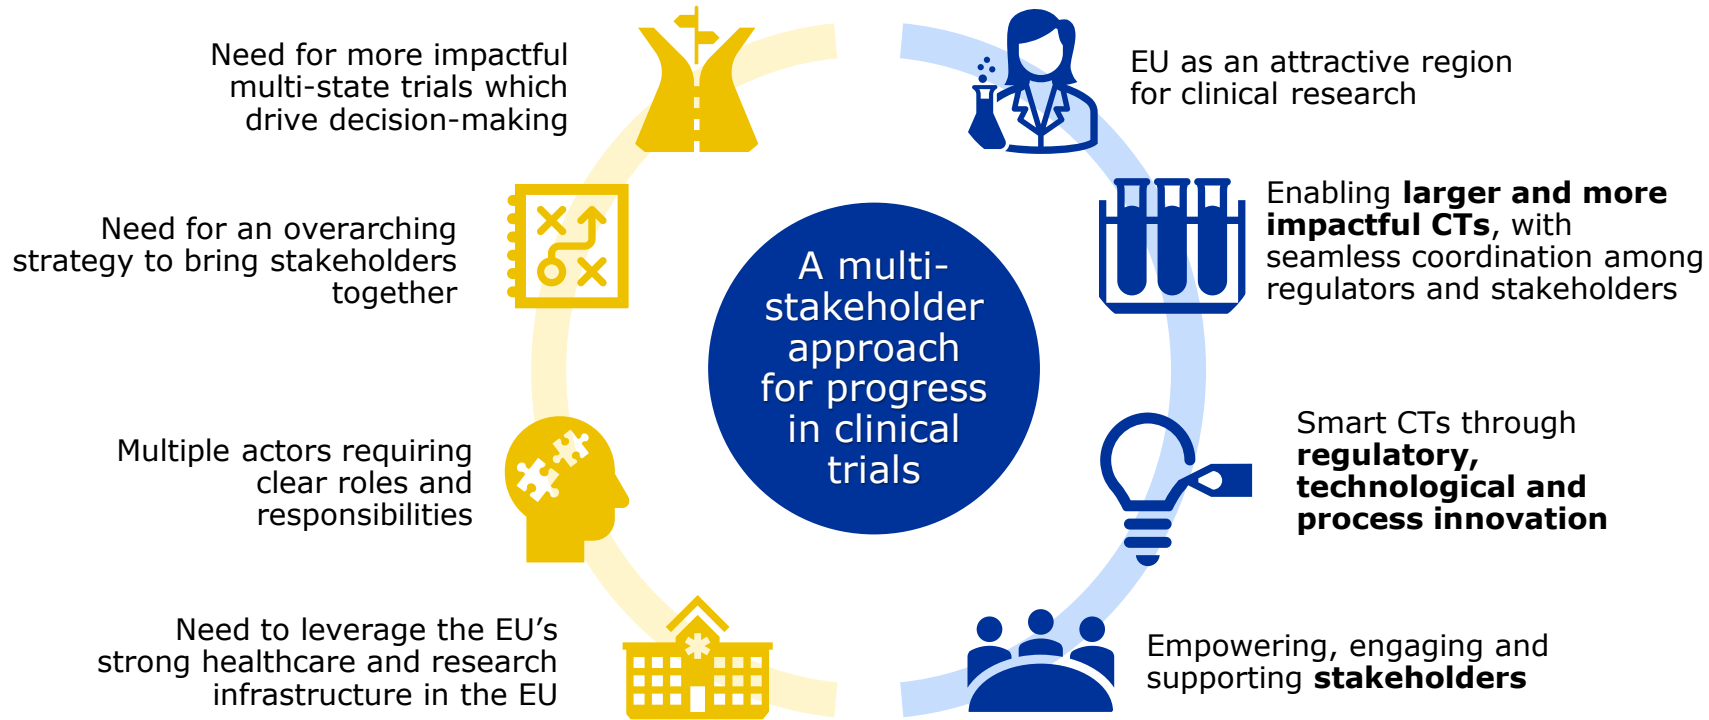 Need for more impactful
multi-state trials which
drive decision-making
Need for an overarching
strategy to bring stakeholders
together
Multiple actors requiring
clear roles and
responsibilities
Need to leverage the EU’s
strong healthcare and research
infrastructure in the EU
A multi-
stakeholder
approach
for progress
in clinical
trials
EU as an attractive region
for clinical research
Enabling larger and more
impactful CTs, with
seamless coordination among
regulators and stakeholders
Smart CTs through
regulatory,
technological and
process innovation
Empowering, engaging and
supporting stakeholders